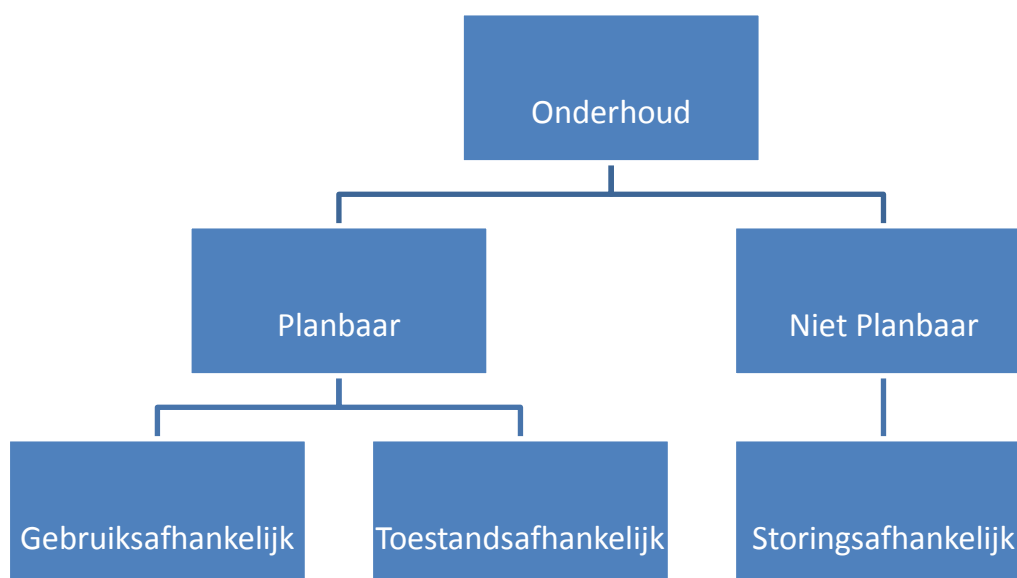 Onderhoud
Planbaar
Niet Planbaar
Gebruiksafhankelijk
Toestandsafhankelijk
Storingsafhankelijk